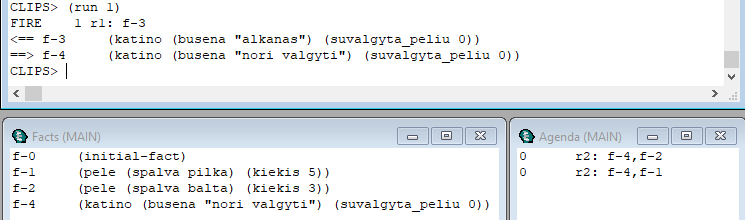 CLIPS> (run 1)
FIRE    1 r1: f-3
<== f-3     (katino (busena "alkanas") (suvalgyta_peliu 0))
==> f-4     (katino (busena "nori valgyti") (suvalgyta_peliu 0))
CLIPS>
Facts (MAIN)
f-0     (initial-fact)
f-1     (pele (spalva pilka) (kiekis 5))
f-2     (pele (spalva balta) (kiekis 3))
f-4     (katino (busena "nori valgyti") (suvalgyta_peliu 0))
Agenda (MAIN)
0      r2: f-4,f-2
0      r2: f-4,f-1